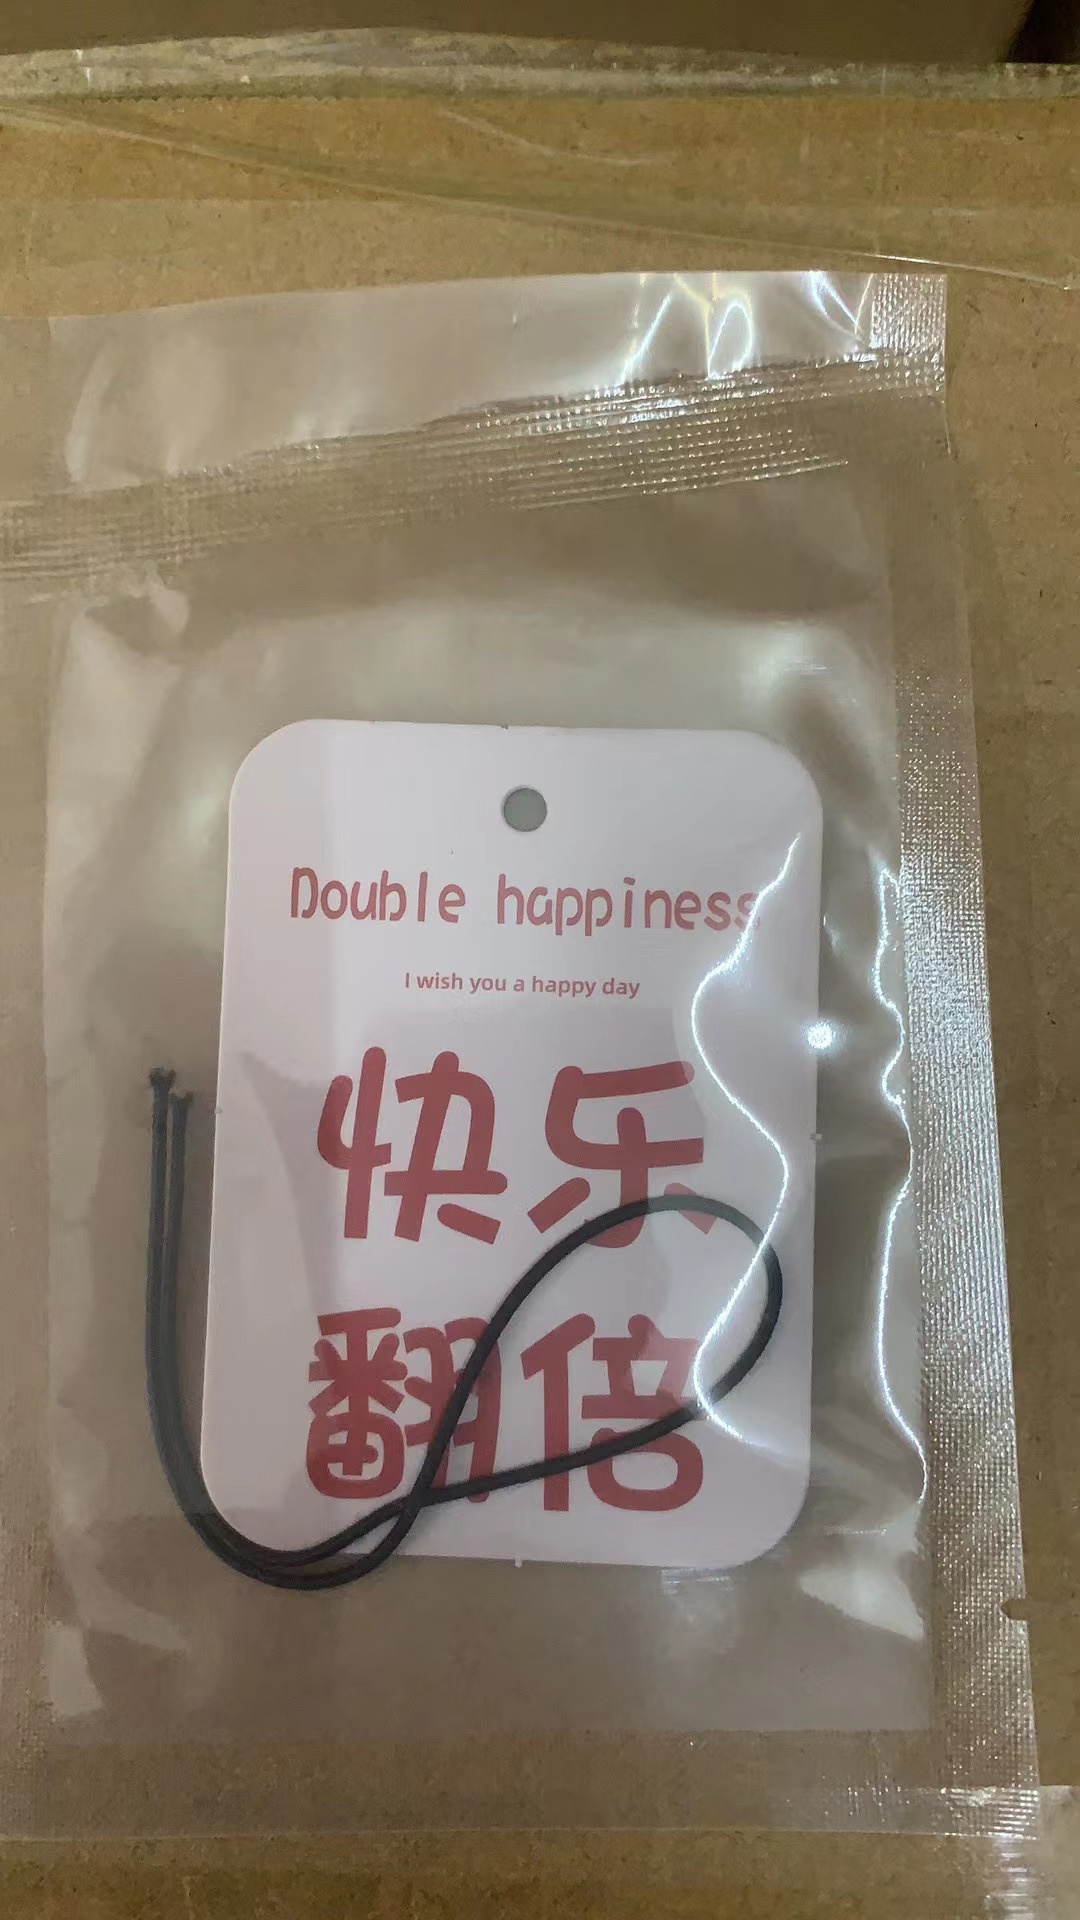 Double happiness
I wish you a happy day
快乐
翻倍